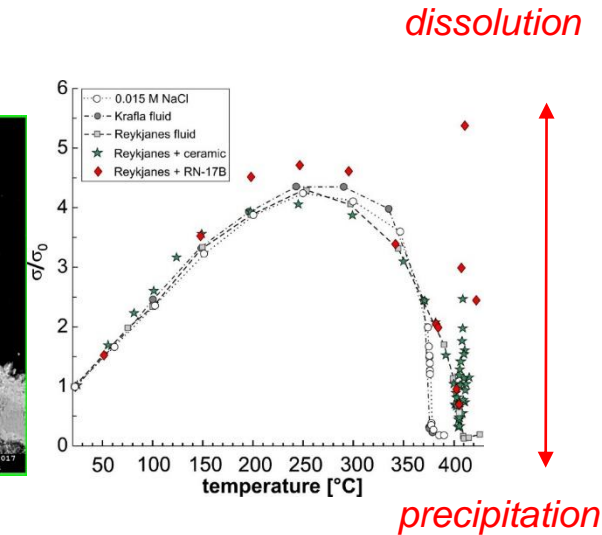 dissolution
6
5
4
3
2
1
0
σ/σ0
0.015 M NaCl
Krafla fluid
Reykjanes fluid
Reykjanes + ceramic
Reykjanes + RN-17B
50 100 150 200 250 300 350 400
temperature [°C]
017
precipitation